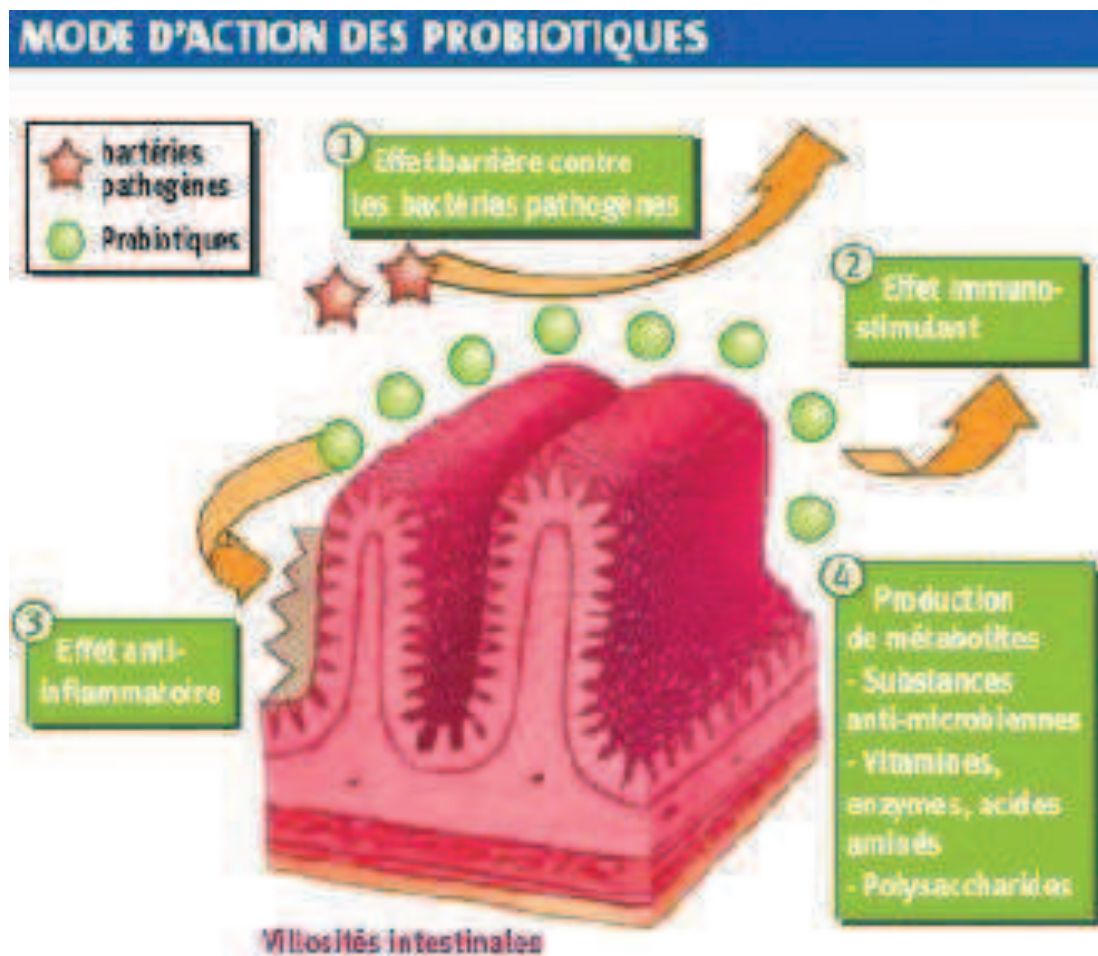 MODE D'ACTION DES PROBIOTIQUES
bactéries
pathogènes
Probiotiques
1
Effet barrière contre
les bactéries pathogènes
2
Effet immuno-
stimulant
3
Effet anti-
inflammatoire
4
Production
de métabolites
- Substances
anti-microbiennes
- Vitamines,
enzymes, acides
aminés
- Polysaccharides
Villosités intestinales